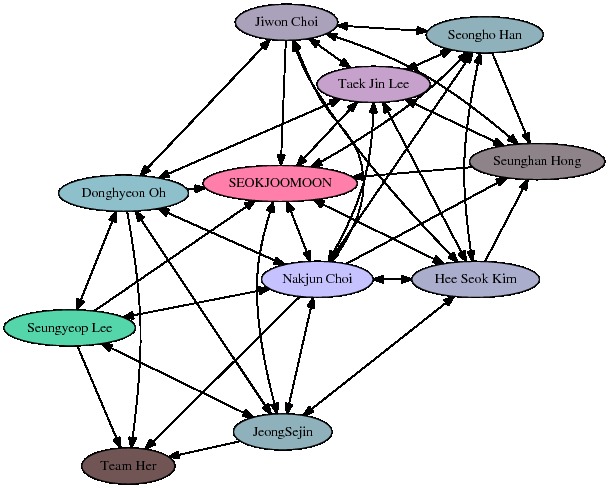 Jiwon Choi
Seongho Han
Taek Jin Lee
Seunghan Hong
SEOKJOOMOON
Donghyeon Oh
Nakjun Choi
Hee Seok Kim
Seungyeop Lee
JeongSejin
Team Her